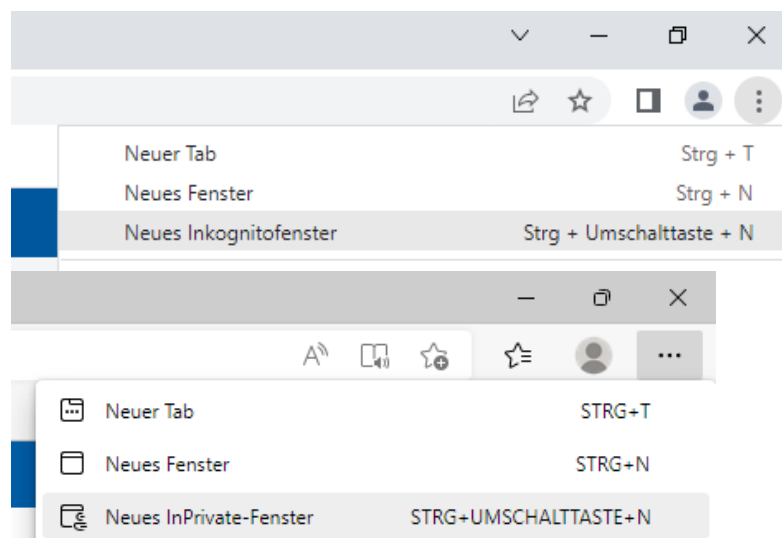 Neuer Tab Strg + T
Neues Fenster Strg + N
Neues Inkognitofenster Strg + Umschalttaste + N
A
Neuer Tab STRG+T
Neues Fenster STRG+N
Neues InPrivate-Fenster STRG+UMSCHALTTASTE+N